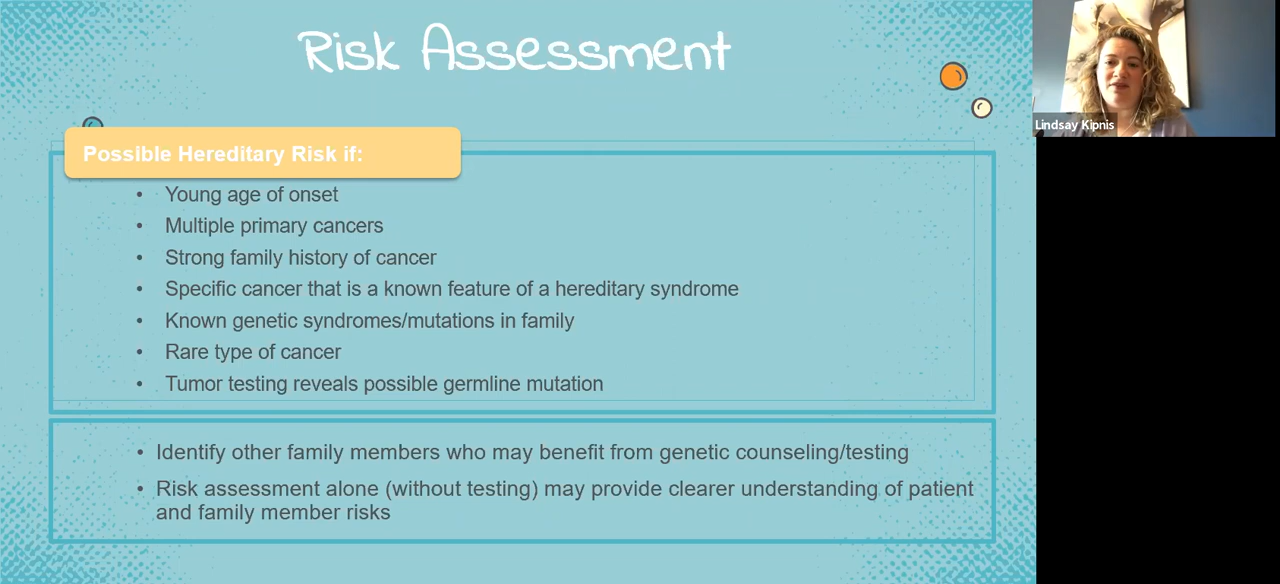 Risk Assessment
Lindsay Kipnis
Possible Hereditary Risk if:
• Young age of onset
• Multiple primary cancers
• Strong family history of cancer
• Specific cancer that is a known feature of a hereditary syndrome
• Known genetic syndromes/mutations in family
• Rare type of cancer
• Tumor testing reveals possible germline mutation
• Identify other family members who may benefit from genetic counseling/testing
• Risk assessment alone (without testing) may provide clearer understanding of patient
and family member risks